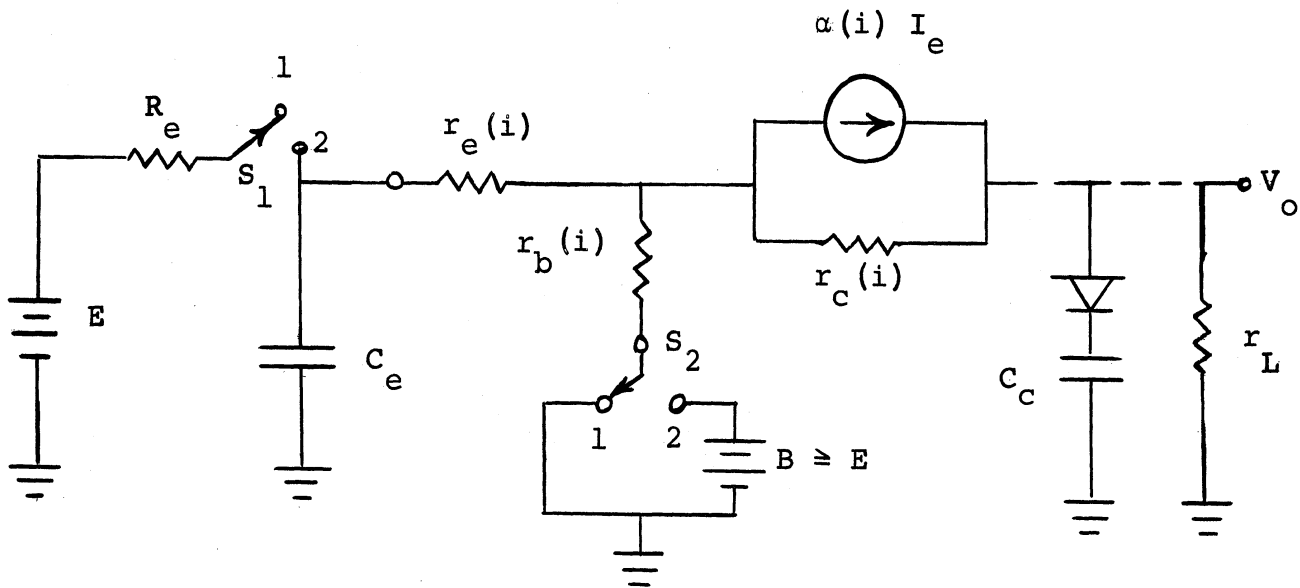 α(i) I_e
1
R_e
2
r_e(i)
S_1
V_o
r_b(i)
r_c(i)
E
S_2
r_L
C_e
C_c
1
2
B ≥ E